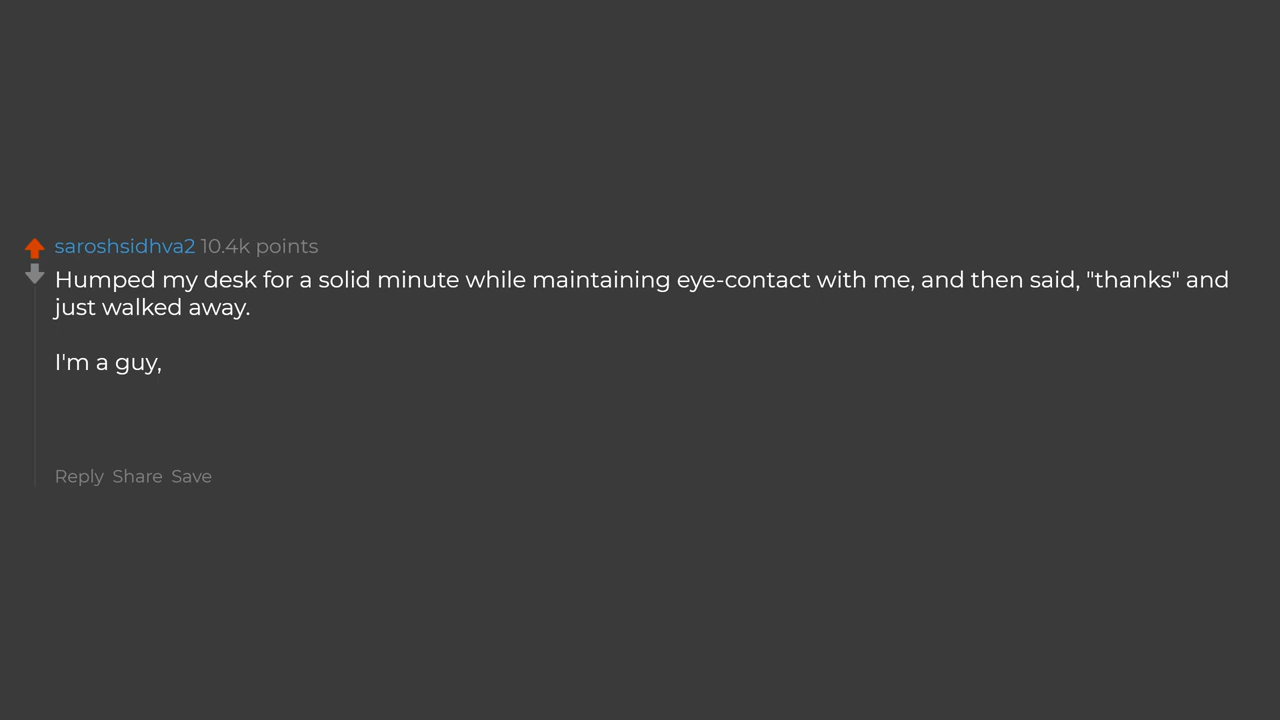 saroshsidhva2 10.4k points
Humped my desk for a solid minute while maintaining eye-contact with me, and then said, "thanks" and
just walked away.
I'm a guy,
Reply Share Save